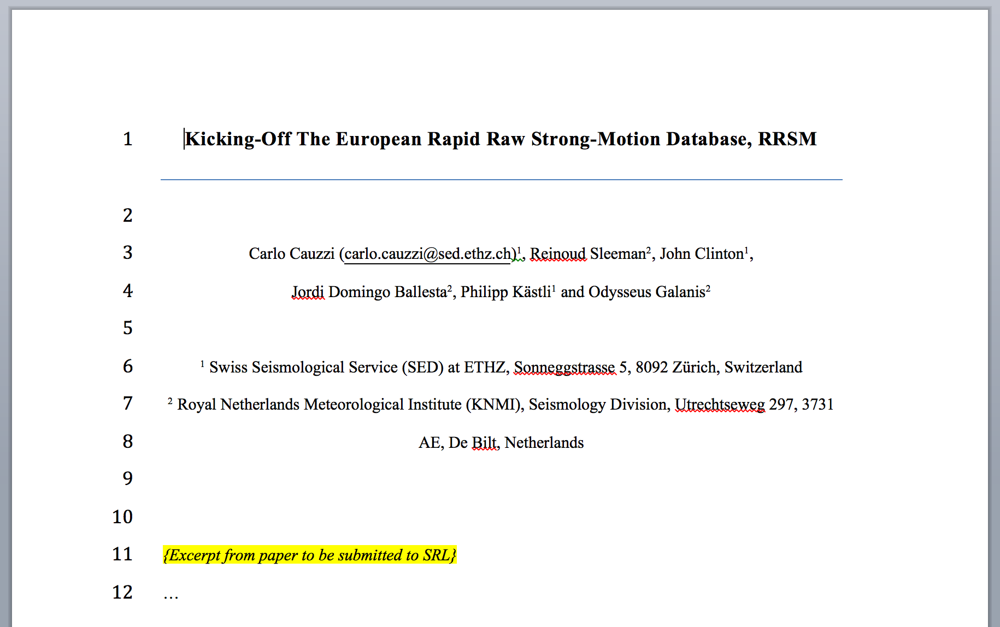 1 Kicking-Off The European Rapid Raw Strong-Motion Database, RRSM
2
3 Carlo Cauzzi (carlo.cauzzi@sed.ethz.ch)¹, Reinoud Sleeman², John Clinton¹,
4 Jordi Domingo Ballesta², Philipp Kästli¹ and Odysseus Galanis²
5
6 ¹ Swiss Seismological Service (SED) at ETHZ, Sonneggstrasse 5, 8092 Zürich, Switzerland
7 ² Royal Netherlands Meteorological Institute (KNMI), Seismology Division, Utrechtseweg 297, 3731
8 AE, De Bilt, Netherlands
9
10
11 {Excerpt from paper to be submitted to SRL}
12 ...